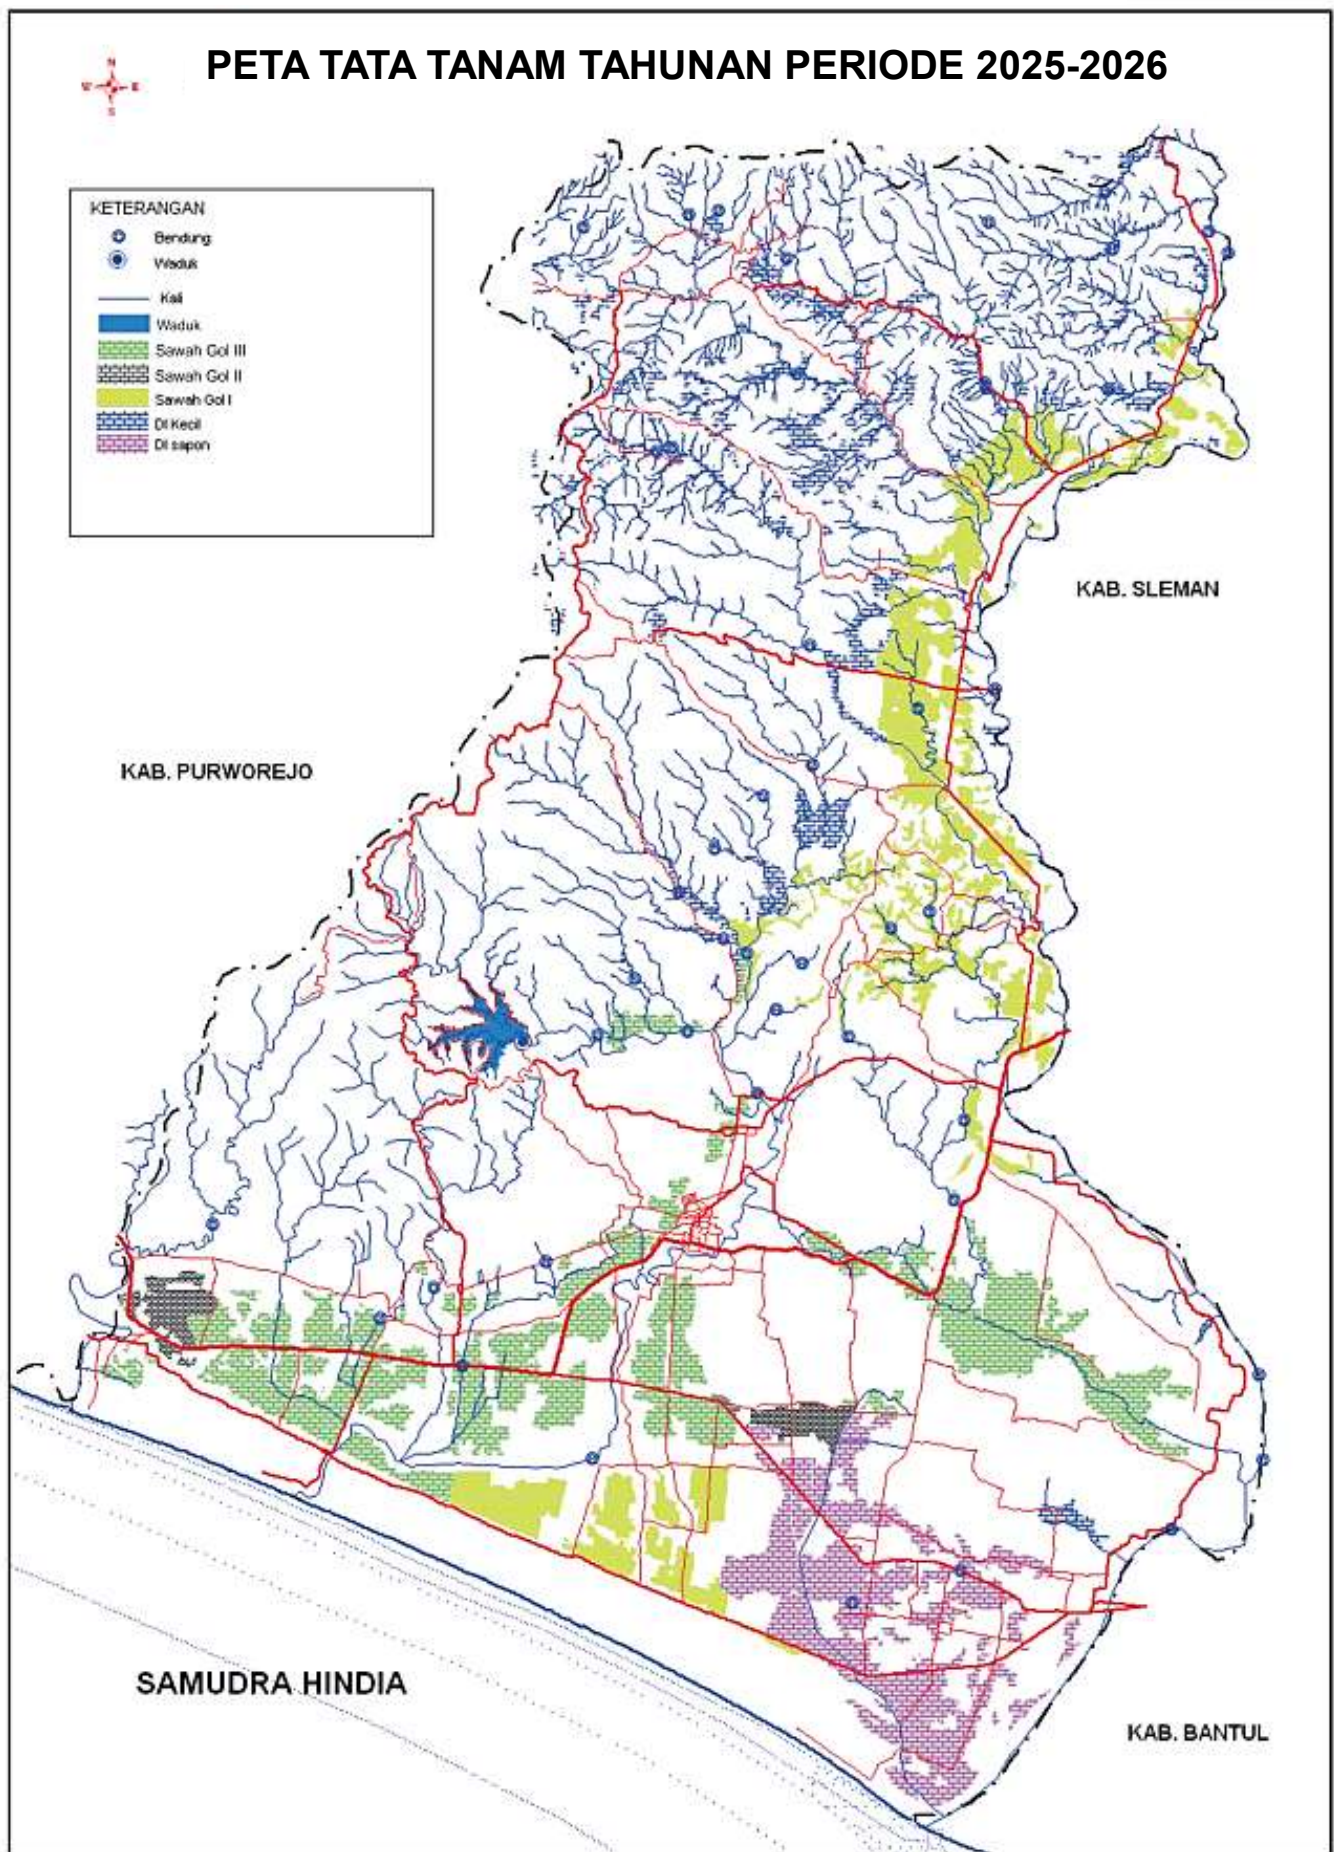 PETA TATA TANAM TAHUNAN PERIODE 2025-2026
N
W E
S
KETERANGAN
Bendung
Waduk
Kali
Waduk
Sawah Gol III
Sawah Gol II
Sawah Gol I
DI Kecil
DI sapon
KAB. SLEMAN
KAB. PURWOREJO
SAMUDRA HINDIA
KAB. BANTUL